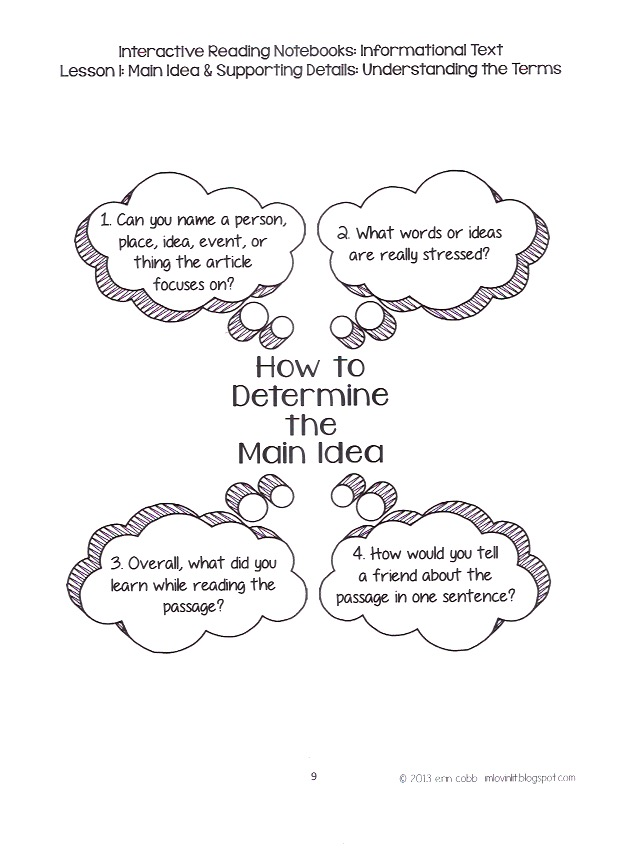 Interactive Reading Notebooks: Informational Text
Lesson 1: Main Idea & Supporting Details: Understanding the Terms
1. Can you name a person,
place, idea, event, or
thing the article
focuses on?
2. What words or ideas
are really stressed?
How to
Determine
the
Main Idea
3. Overall, what did you
learn while reading the
passage?
4. How would you tell
a friend about the
passage in one sentence?
9
© 2013 erin cobb imlovinlit.blogspot.com